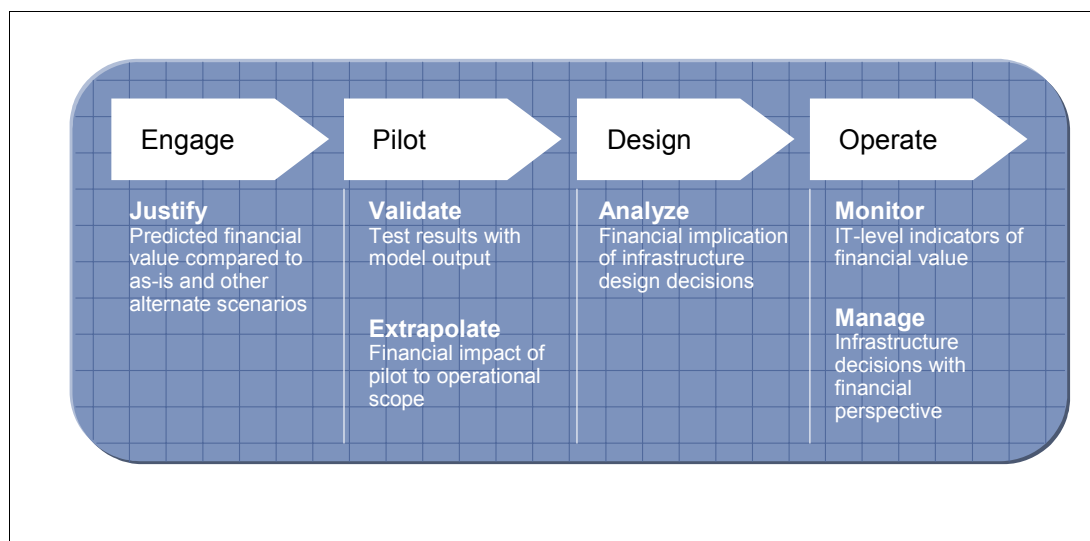 Engage
Pilot
Design
Operate
Justify
Predicted financial
value compared to
as-is and other
alternate scenarios
Validate
Test results with
model output
Extrapolate
Financial impact of
pilot to operational
scope
Analyze
Financial implication
of infrastructure
design decisions
Monitor
IT-level indicators of
financial value
Manage
Infrastructure
decisions with
financial
perspective